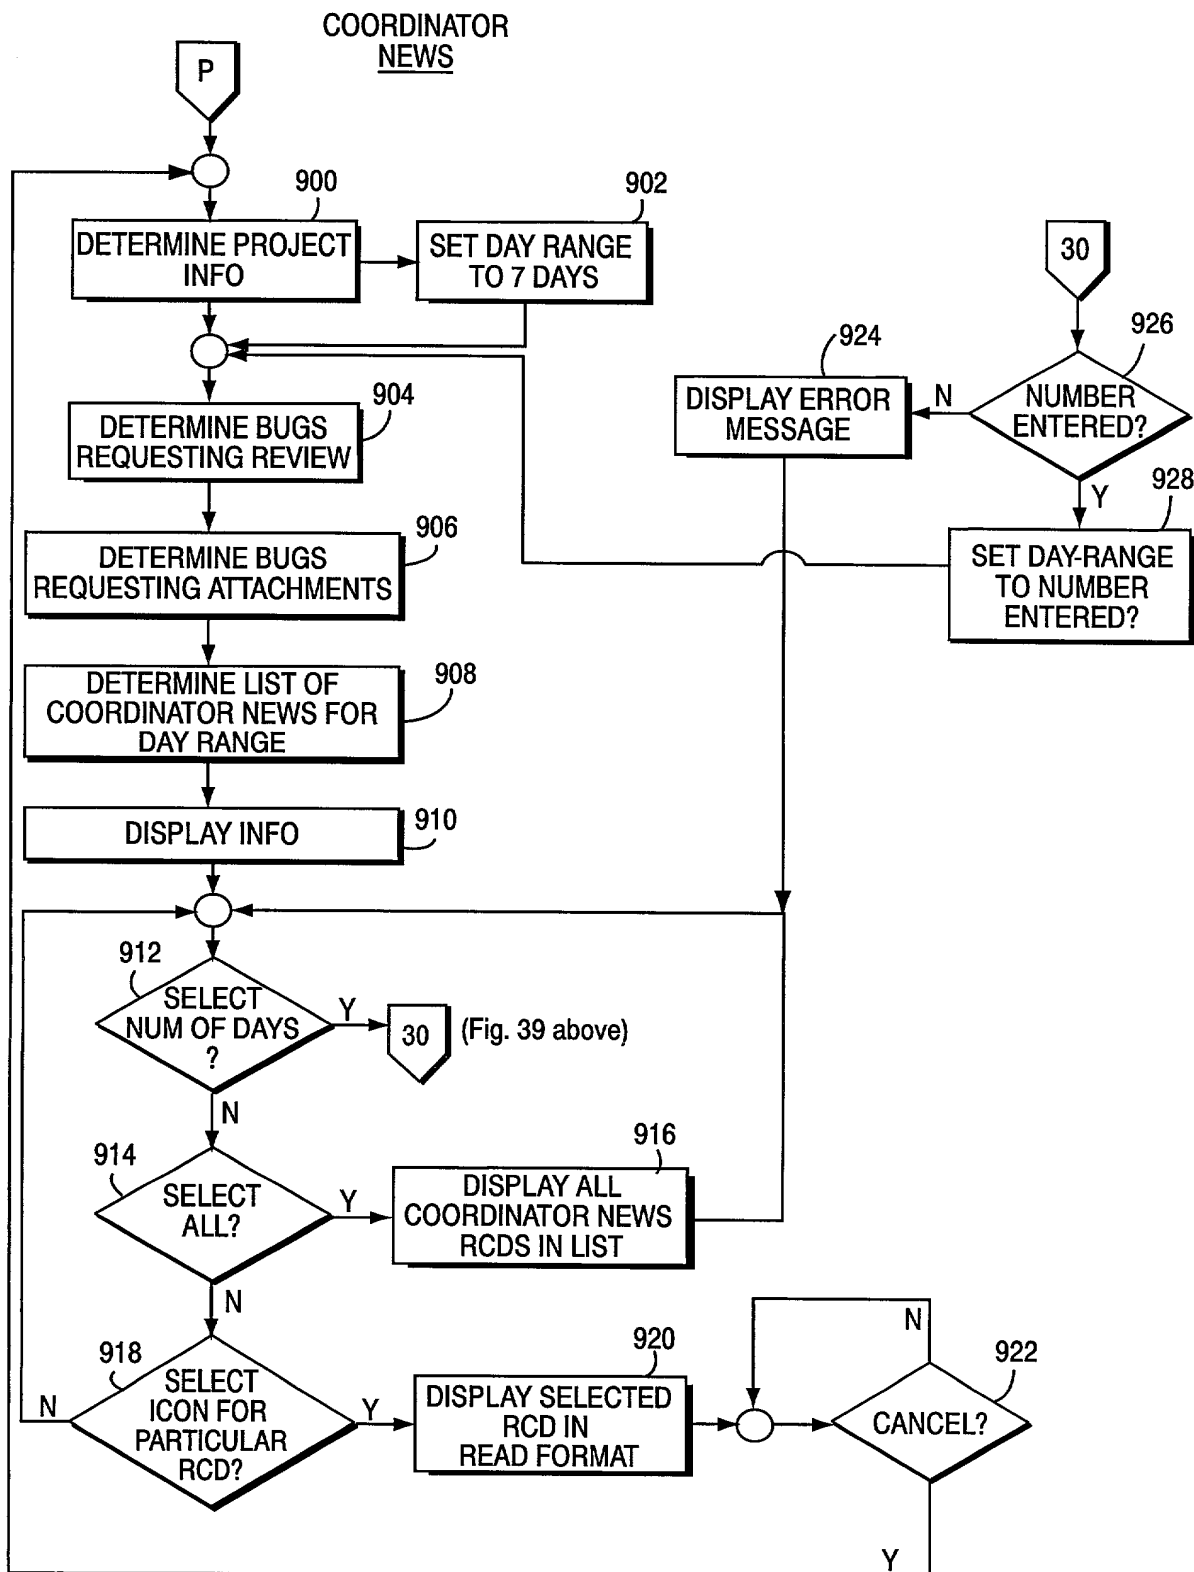 COORDINATOR
NEWS
P
900
DETERMINE PROJECT
INFO
902
SET DAY RANGE
TO 7 DAYS
30
926
NUMBER
ENTERED?
N
Y
924
DISPLAY ERROR
MESSAGE
928
SET DAY-RANGE
TO NUMBER
ENTERED?
904
DETERMINE BUGS
REQUESTING REVIEW
906
DETERMINE BUGS
REQUESTING ATTACHMENTS
908
DETERMINE LIST OF
COORDINATOR NEWS FOR
DAY RANGE
910
DISPLAY INFO
912
SELECT
NUM OF DAYS
?
Y
30
(Fig. 39 above)
N
914
SELECT
ALL?
Y
916
DISPLAY ALL
COORDINATOR NEWS
RCDS IN LIST
N
918
SELECT
ICON FOR
PARTICULAR
RCD?
N
Y
920
DISPLAY SELECTED
RCD IN
READ FORMAT
922
CANCEL?
N
Y